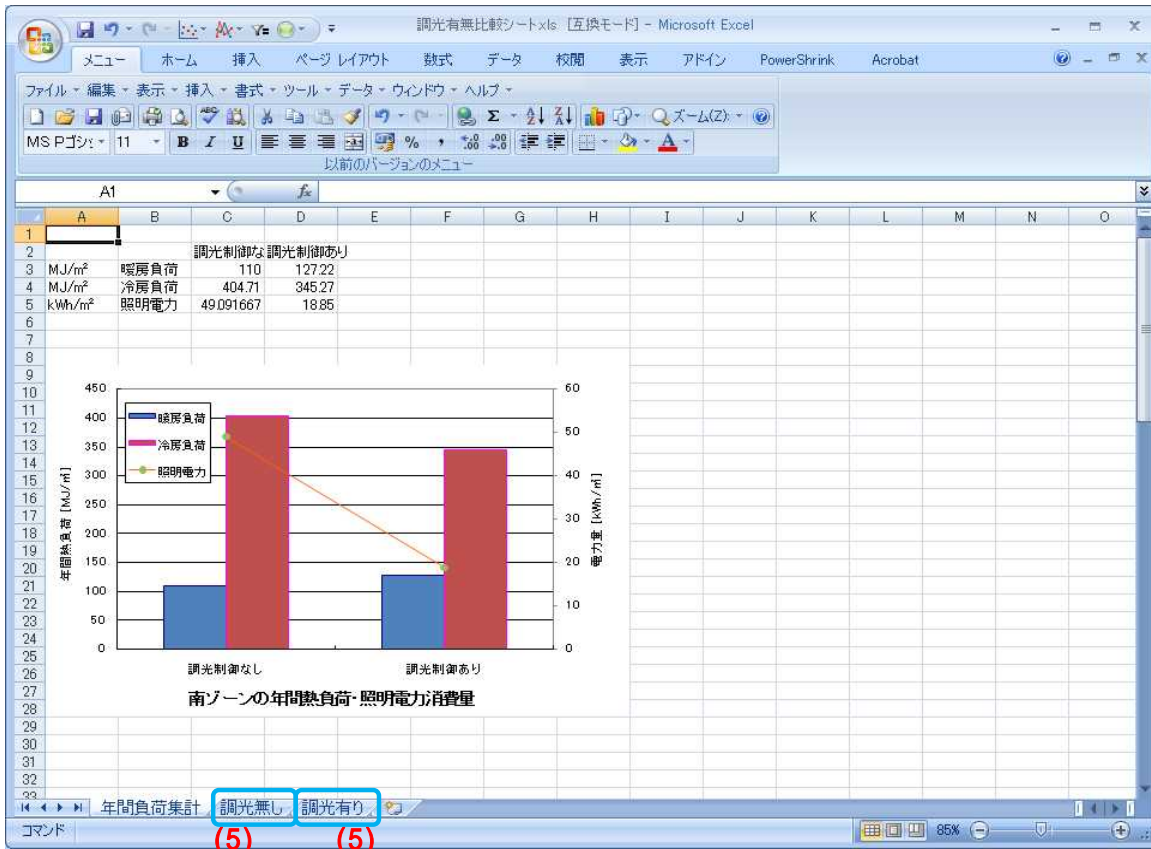 調光有無比較シート.xls [互換モード] - Microsoft Excel
メニュー ホーム 挿入 ページ レイアウト 数式 データ 校閲 表示 アドイン PowerShrink Acrobat
ファイル 編集 表示 挿入 書式 ツール データ ウィンドウ ヘルプ
ズーム(Z):
MS Pゴシ 11 B I U
以前のバージョンのメニュー
A1 fx
A B C D E F G H I J K L M N O
1
2 調光制御な 調光制御あり
3 MJ/m² 暖房負荷 110 127.22
4 MJ/m² 冷房負荷 404.71 345.27
5 kWh/m² 照明電力 49.091667 18.85
6
7
8
9
10
11
12
13
14
15
16
17
18
19
20
21
22
23
24
25
26
27
28
29
30
31
32
33
450
400
350
300
250
200
150
100
50
0
年間熱負荷 [MJ/㎡]
暖房負荷
冷房負荷
照明電力
60
50
40
30
20
10
0
電力量 [kWh/㎡]
調光制御なし 調光制御あり
南ゾーンの年間熱負荷・照明電力消費量
年間負荷集計 調光無し 調光有り
(5) (5)
コマンド 85%